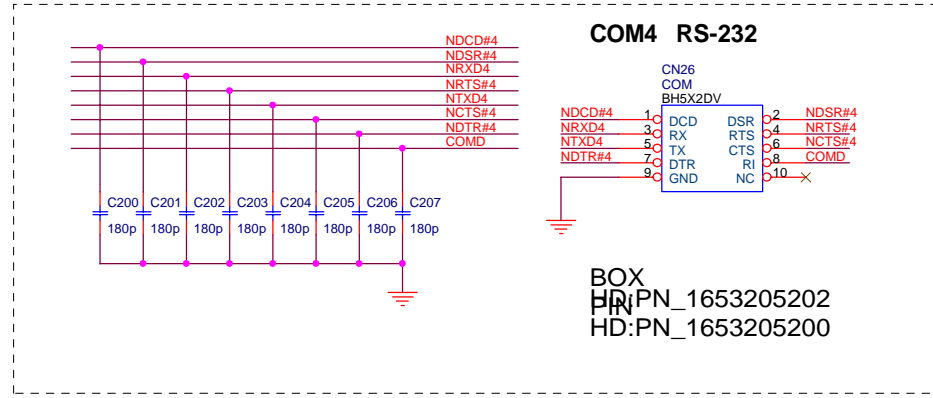 COM4 RS-232
NDCD#4
NDSR#4
NRXD4
NRTS#4
NTXD4
NCTS#4
NDTR#4
COMD
C200 C201 C202 C203 C204 C205 C206 C207
180p 180p 180p 180p 180p 180p 180p 180p
CN26
COM
BH5X2DV
NDCD#4 1 DCD DSR 2 NDSR#4
NRXD4 3 RX RTS 4 NRTS#4
NTXD4 5 TX CTS 6 NCTS#4
NDTR#4 7 DTR RI 8 COMD
9 GND NC 10
BOX
HD:PN_1653205202
PIN
HD:PN_1653205200